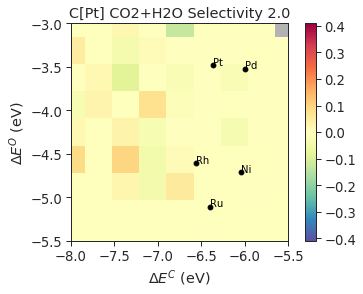 C[Pt] CO2+H2O Selectivity 2.0
−3.0
−3.5
−4.0
−4.5
−5.0
−5.5
ΔE^O (eV)
Pt
Pd
Rh
Ni
Ru
−8.0 −7.5 −7.0 −6.5 −6.0 −5.5
ΔE^C (eV)
0.4
0.3
0.2
0.1
0.0
−0.1
−0.2
−0.3
−0.4